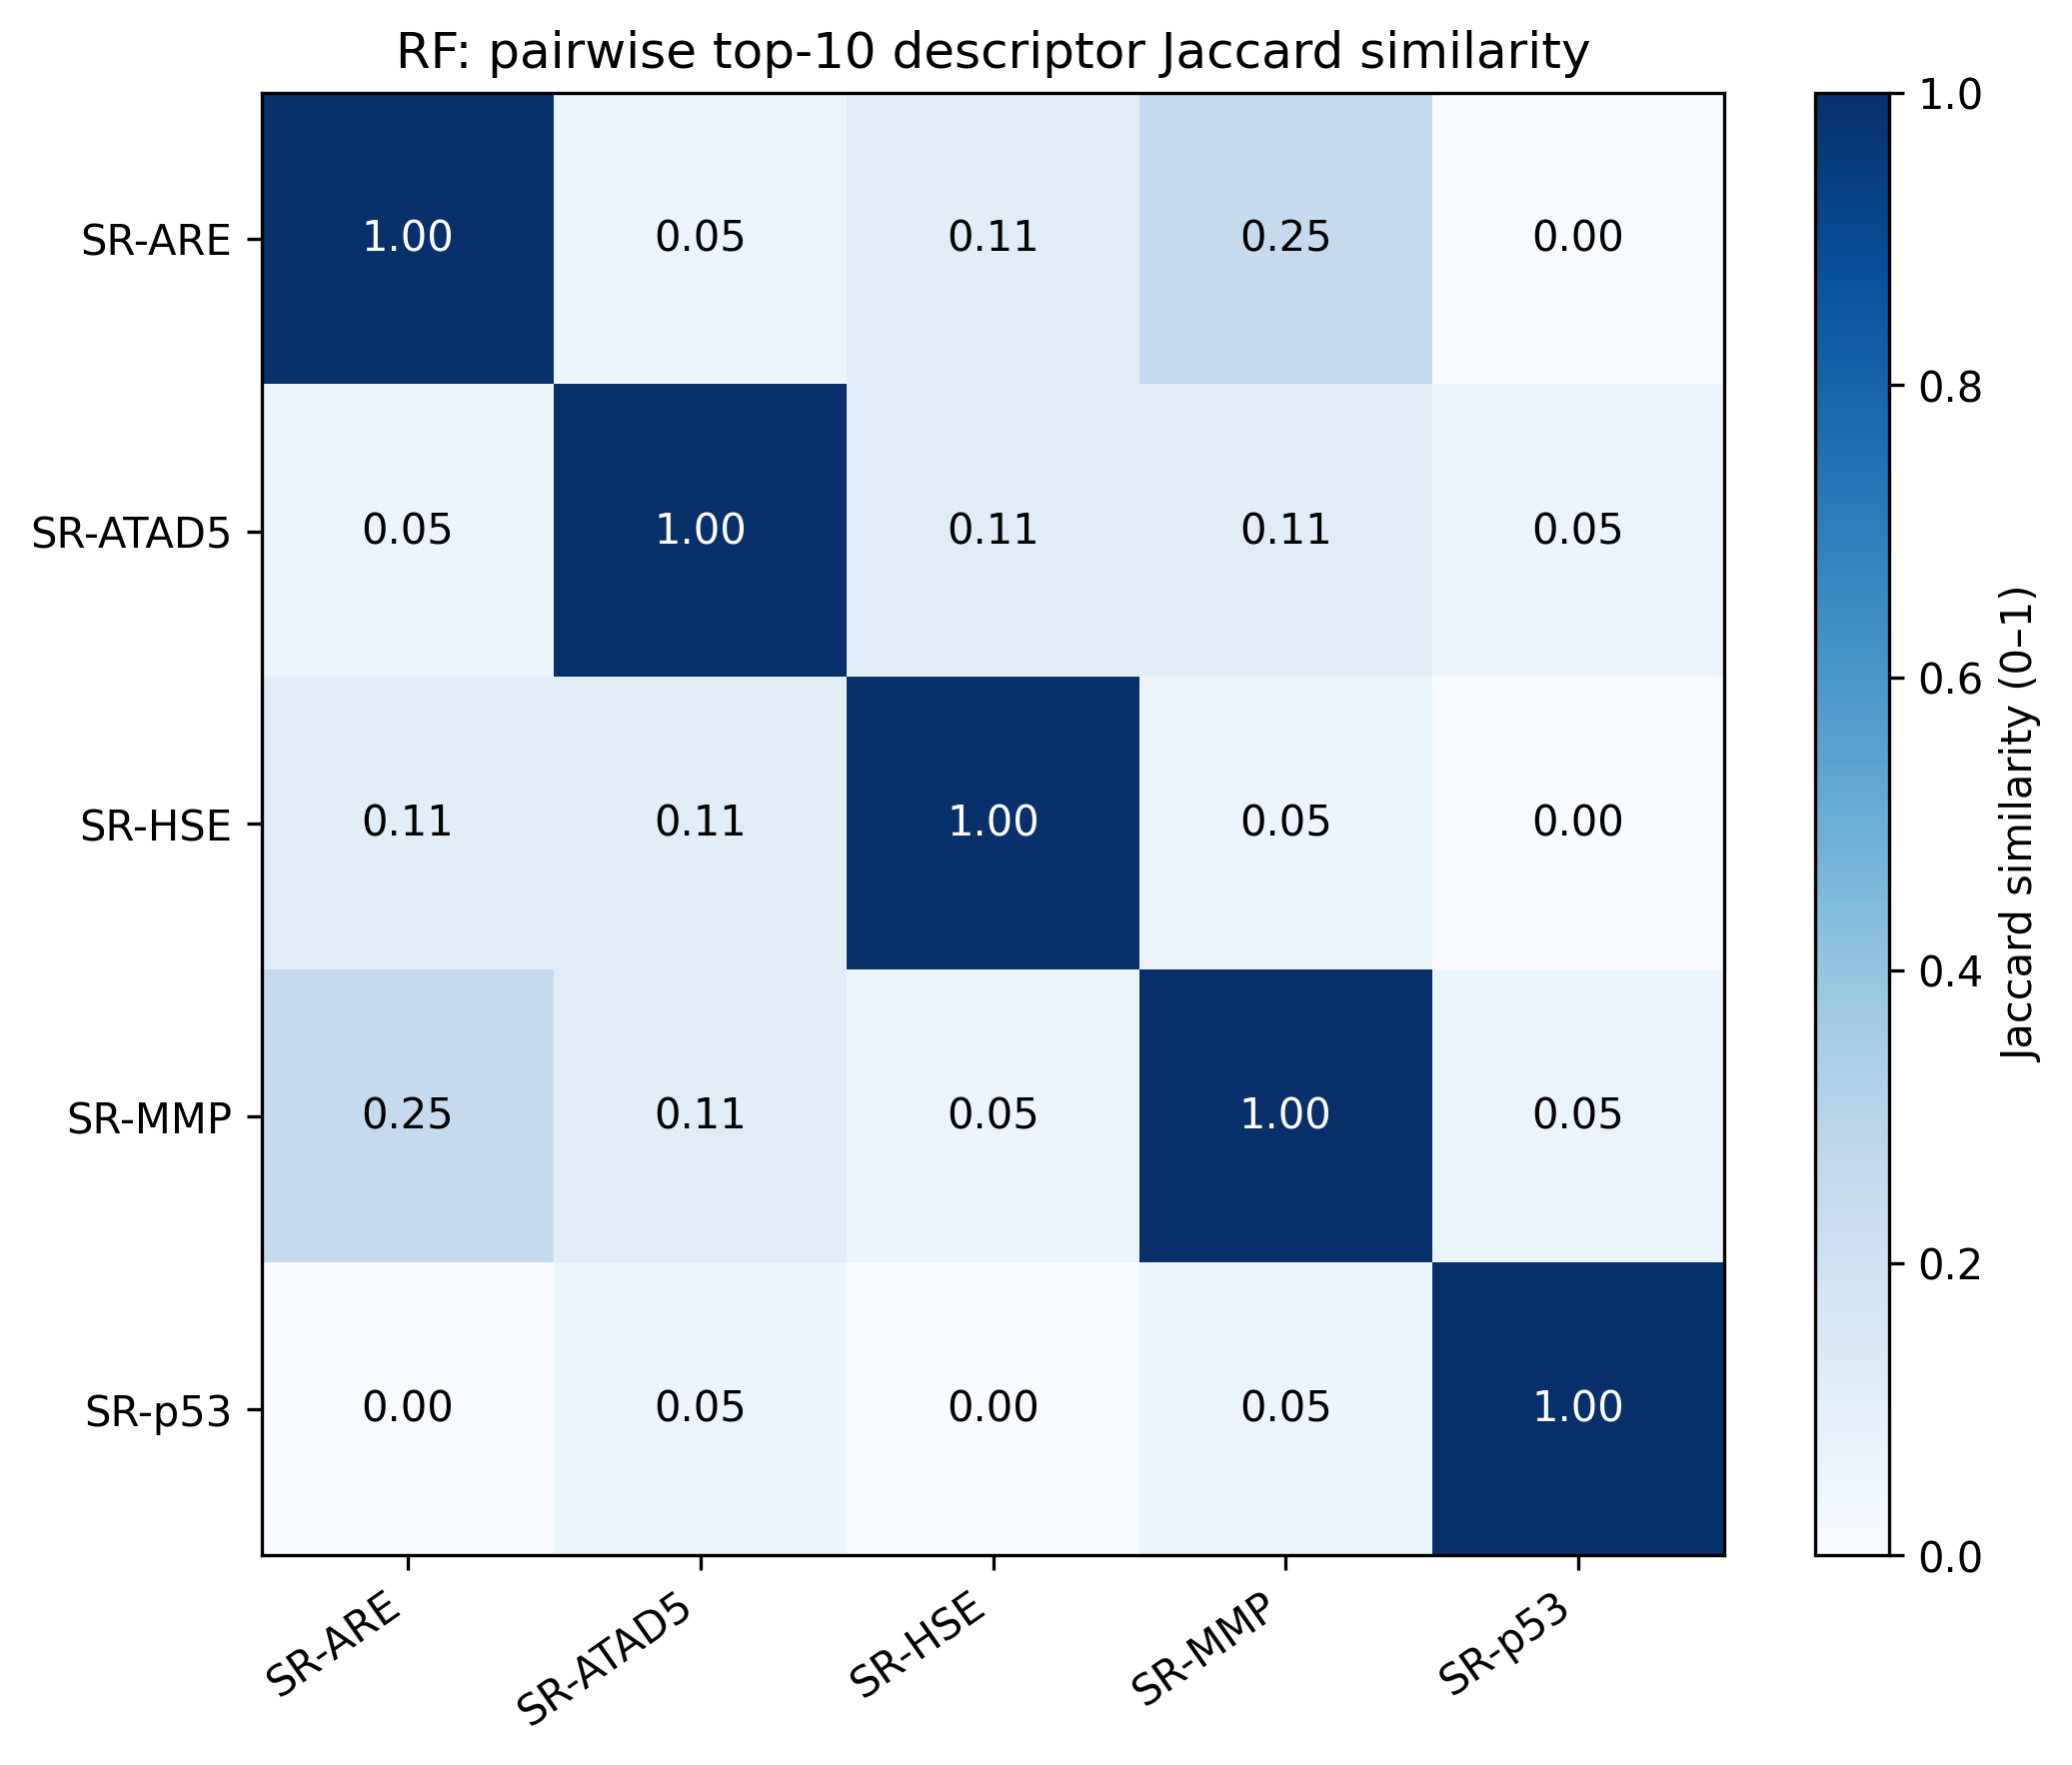 RF: pairwise top-10 descriptor Jaccard similarity
SR-ARE 1.00 0.05 0.11 0.25 0.00
SR-ATAD5 0.05 1.00 0.11 0.11 0.05
SR-HSE 0.11 0.11 1.00 0.05 0.00
SR-MMP 0.25 0.11 0.05 1.00 0.05
SR-p53 0.00 0.05 0.00 0.05 1.00
SR-ARE SR-ATAD5 SR-HSE SR-MMP SR-p53
1.0
0.8
0.6
0.4
0.2
0.0
Jaccard similarity (0–1)